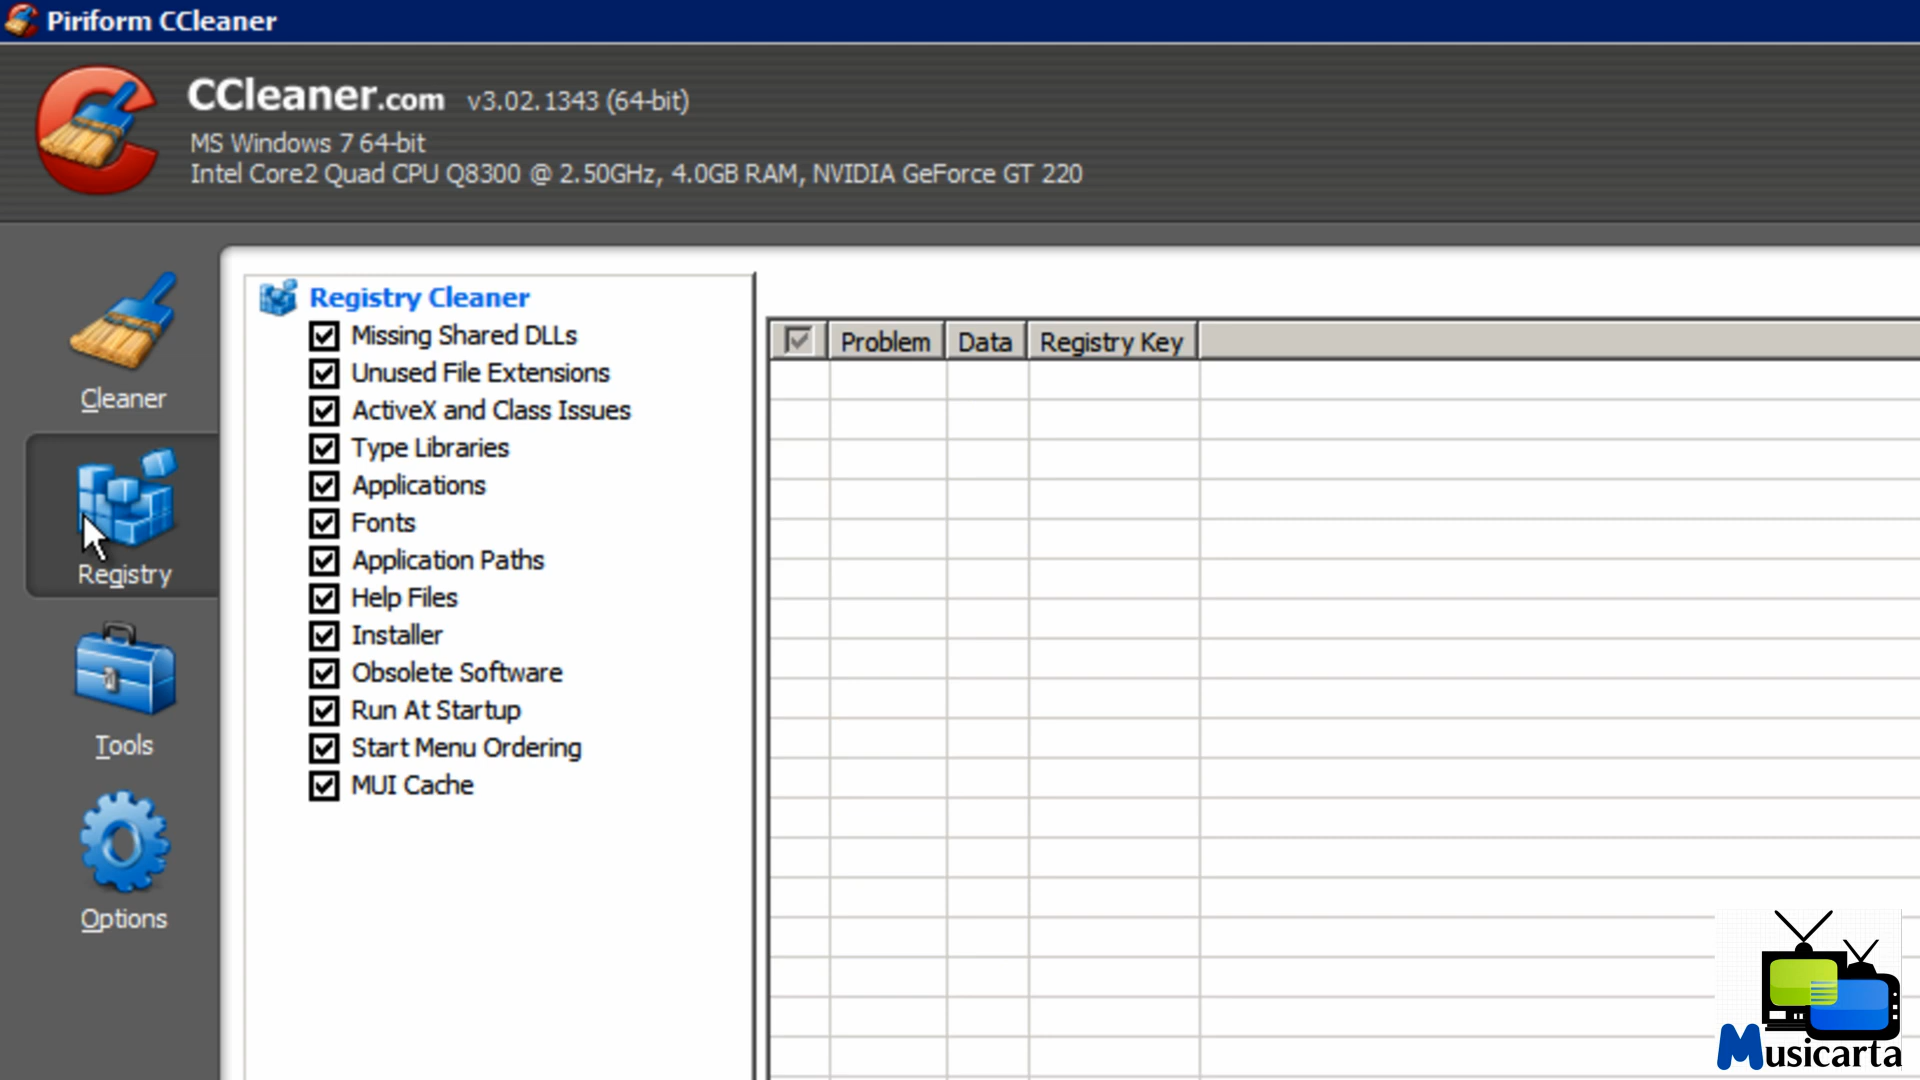 Piriform CCleaner
CCleaner.com v3.02.1343 (64-bit)
MS Windows 7 64-bit
Intel Core2 Quad CPU Q8300 @ 2.50GHz, 4.0GB RAM, NVIDIA GeForce GT 220
Cleaner
Registry
Tools
Options
Registry Cleaner
Missing Shared DLLs
Unused File Extensions
ActiveX and Class Issues
Type Libraries
Applications
Fonts
Application Paths
Help Files
Installer
Obsolete Software
Run At Startup
Start Menu Ordering
MUI Cache
Problem Data Registry Key
Musicarta